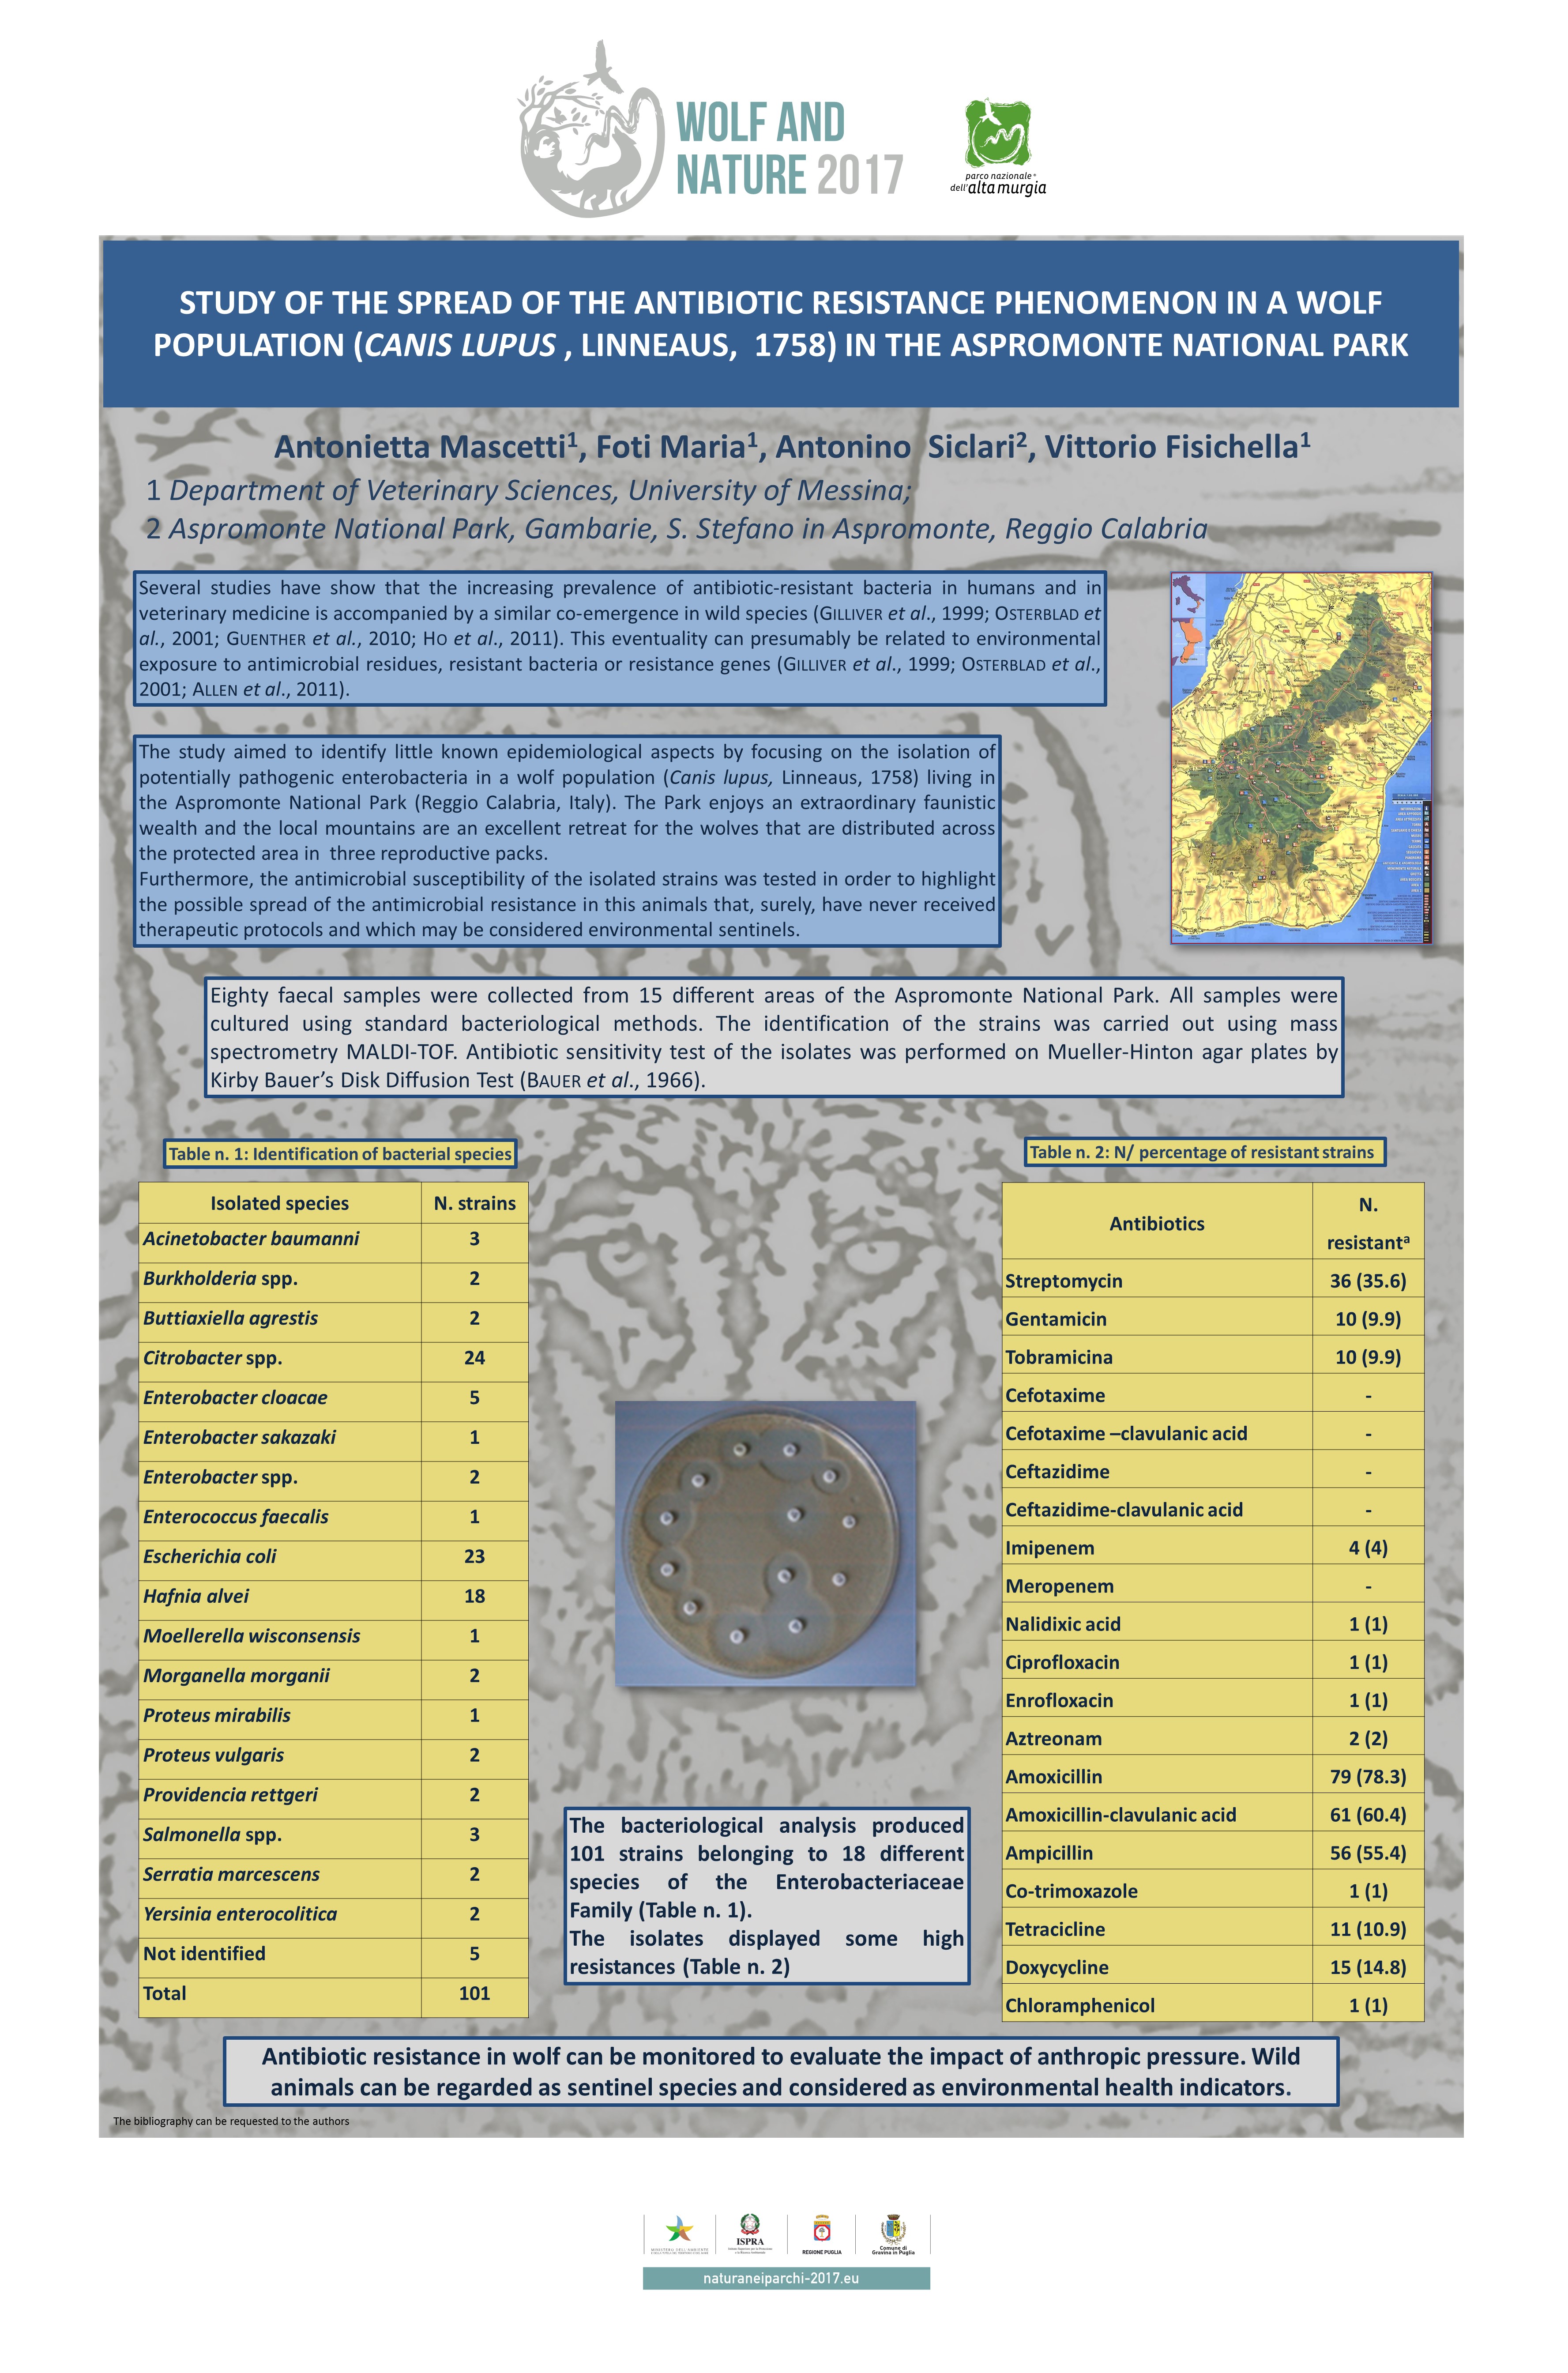 WOLF AND
NATURE 2017
parco nazionale
dell'altamurgia
STUDY OF THE SPREAD OF THE ANTIBIOTIC RESISTANCE PHENOMENON IN A WOLF
POPULATION (CANIS LUPUS , LINNEAUS, 1758) IN THE ASPROMONTE NATIONAL PARK
Antonietta Mascetti1, Foti Maria1, Antonino Siclari2, Vittorio Fisichella1
1 Department of Veterinary Sciences, University of Messina;
2 Aspromonte National Park, Gambarie, S. Stefano in Aspromonte, Reggio Calabria
Several studies have show that the increasing prevalence of antibiotic-resistant bacteria in humans and in
veterinary medicine is accompanied by a similar co-emergence in wild species (GILLIVER et al., 1999; OSTERBLAD et
al., 2001; GUENTHER et al., 2010; HO et al., 2011). This eventuality can presumably be related to environmental
exposure to antimicrobial residues, resistant bacteria or resistance genes (GILLIVER et al., 1999; OSTERBLAD et al.,
2001; ALLEN et al., 2011).
The study aimed to identify little known epidemiological aspects by focusing on the isolation of
potentially pathogenic enterobacteria in a wolf population (Canis lupus, Linneaus, 1758) living in
the Aspromonte National Park (Reggio Calabria, Italy). The Park enjoys an extraordinary faunistic
wealth and the local mountains are an excellent retreat for the wolves that are distributed across
the protected area in three reproductive packs.
Furthermore, the antimicrobial susceptibility of the isolated strains was tested in order to highlight
the possible spread of the antimicrobial resistance in this animals that, surely, have never received
therapeutic protocols and which may be considered environmental sentinels.
Eighty faecal samples were collected from 15 different areas of the Aspromonte National Park. All samples were
cultured using standard bacteriological methods. The identification of the strains was carried out using mass
spectrometry MALDI-TOF. Antibiotic sensitivity test of the isolates was performed on Mueller-Hinton agar plates by
Kirby Bauer's Disk Diffusion Test (BAUER et al., 1966).
Table n. 1: Identification of bacterial species
Isolated species N. strains
Acinetobacter baumanni 3
Burkholderia spp. 2
Buttiaxiella agrestis 2
Citrobacter spp. 24
Enterobacter cloacae 5
Enterobacter sakazaki 1
Enterobacter spp. 2
Enterococcus faecalis 1
Escherichia coli 23
Hafnia alvei 18
Moellerella wisconsensis 1
Morganella morganii 2
Proteus mirabilis 1
Proteus vulgaris 2
Providencia rettgeri 2
Salmonella spp. 3
Serratia marcescens 2
Yersinia enterocolitica 2
Not identified 5
Total 101
The bacteriological analysis produced
101 strains belonging to 18 different
species of the Enterobacteriaceae
Family (Table n. 1).
The isolates displayed some high
resistances (Table n. 2)
Table n. 2: N/ percentage of resistant strains
Antibiotics N. resistanta
Streptomycin 36 (35.6)
Gentamicin 10 (9.9)
Tobramicina 10 (9.9)
Cefotaxime -
Cefotaxime –clavulanic acid -
Ceftazidime -
Ceftazidime-clavulanic acid -
Imipenem 4 (4)
Meropenem -
Nalidixic acid 1 (1)
Ciprofloxacin 1 (1)
Enrofloxacin 1 (1)
Aztreonam 2 (2)
Amoxicillin 79 (78.3)
Amoxicillin-clavulanic acid 61 (60.4)
Ampicillin 56 (55.4)
Co-trimoxazole 1 (1)
Tetracicline 11 (10.9)
Doxycycline 15 (14.8)
Chloramphenicol 1 (1)
Antibiotic resistance in wolf can be monitored to evaluate the impact of anthropic pressure. Wild
animals can be regarded as sentinel species and considered as environmental health indicators.
The bibliography can be requested to the authors
ISPRA
REGIONE PUGLIA
Comune di
Gravina in Puglia
naturaneiparchi-2017.eu